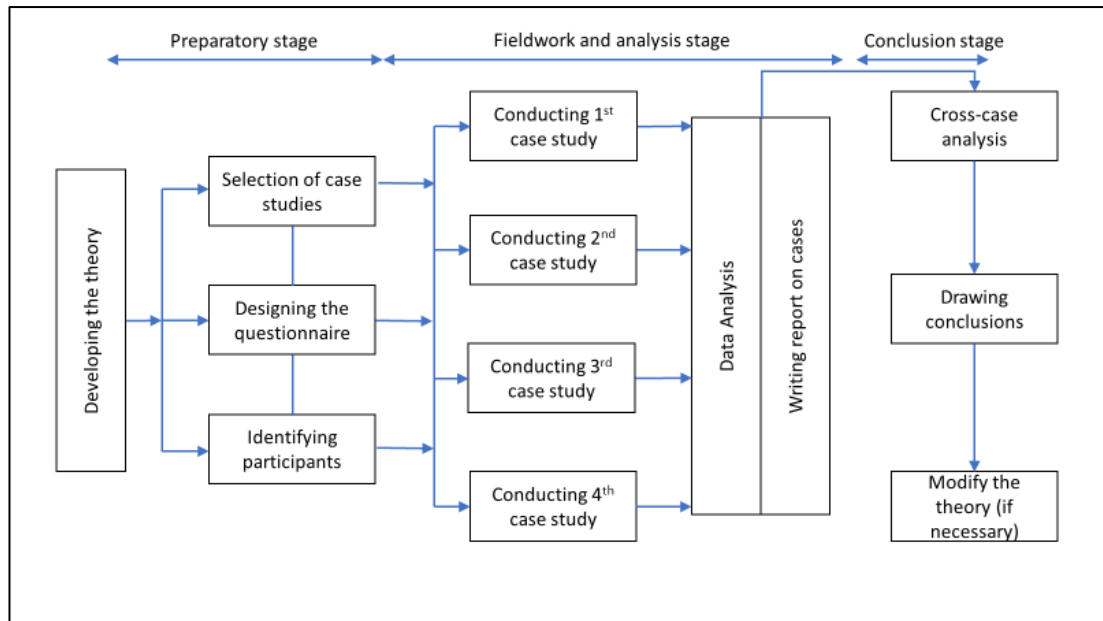 Preparatory stage
Fieldwork and analysis stage
Conclusion stage
Developing the theory
Selection of case
studies
Designing the
questionnaire
Identifying
participants
Conducting 1st
case study
Conducting 2nd
case study
Conducting 3rd
case study
Conducting 4th
case study
Data Analysis
Writing report on cases
Cross-case
analysis
Drawing
conclusions
Modify the
theory (if
necessary)